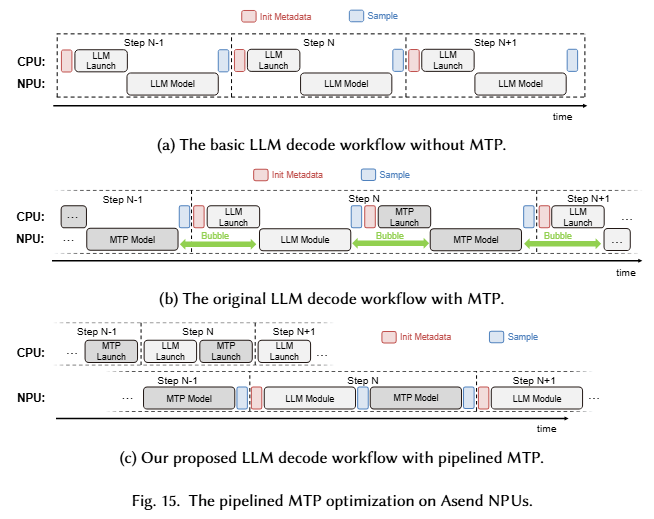 Init Metadata Sample
Step N-1 Step N Step N+1
CPU: LLM Launch LLM Launch LLM Launch
NPU: LLM Model LLM Model LLM Model
time
(a) The basic LLM decode workflow without MTP.
Init Metadata Sample
Step N-1 Step N Step N+1
CPU: ... LLM Launch MTP Launch LLM Launch ...
NPU: ... MTP Model Bubble LLM Module Bubble MTP Model Bubble ...
time
(b) The original LLM decode workflow with MTP.
Step N-1 Step N Step N+1 Init Metadata Sample
CPU: ... MTP Launch LLM Launch MTP Launch LLM Launch ...
Step N-1 Step N Step N+1
NPU: ... MTP Model LLM Module MTP Model LLM Module ...
time
(c) Our proposed LLM decode workflow with pipelined MTP.
Fig. 15. The pipelined MTP optimization on Asend NPUs.